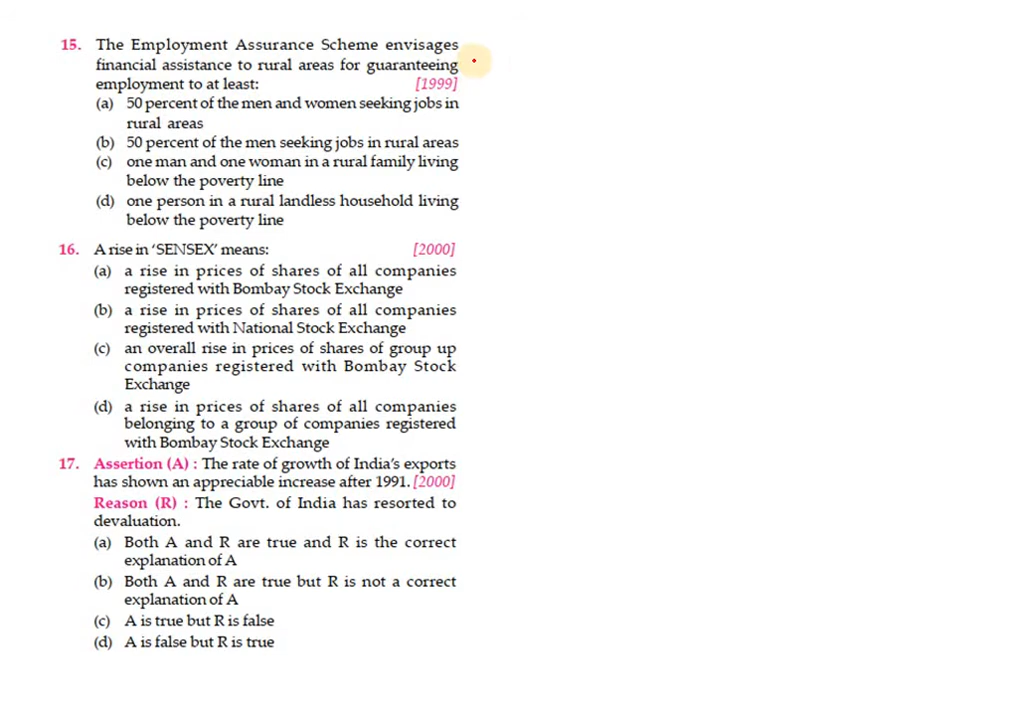 15. The Employment Assurance Scheme envisages
financial assistance to rural areas for guaranteeing
employment to at least: [1999]
(a) 50 percent of the men and women seeking jobs in
rural areas
(b) 50 percent of the men seeking jobs in rural areas
(c) one man and one woman in a rural family living
below the poverty line
(d) one person in a rural landless household living
below the poverty line
16. A rise in ‘SENSEX’ means: [2000]
(a) a rise in prices of shares of all companies
registered with Bombay Stock Exchange
(b) a rise in prices of shares of all companies
registered with National Stock Exchange
(c) an overall rise in prices of shares of group up
companies registered with Bombay Stock
Exchange
(d) a rise in prices of shares of all companies
belonging to a group of companies registered
with Bombay Stock Exchange
17. Assertion (A) : The rate of growth of India’s exports
has shown an appreciable increase after 1991. [2000]
Reason (R) : The Govt. of India has resorted to
devaluation.
(a) Both A and R are true and R is the correct
explanation of A
(b) Both A and R are true but R is not a correct
explanation of A
(c) A is true but R is false
(d) A is false but R is true